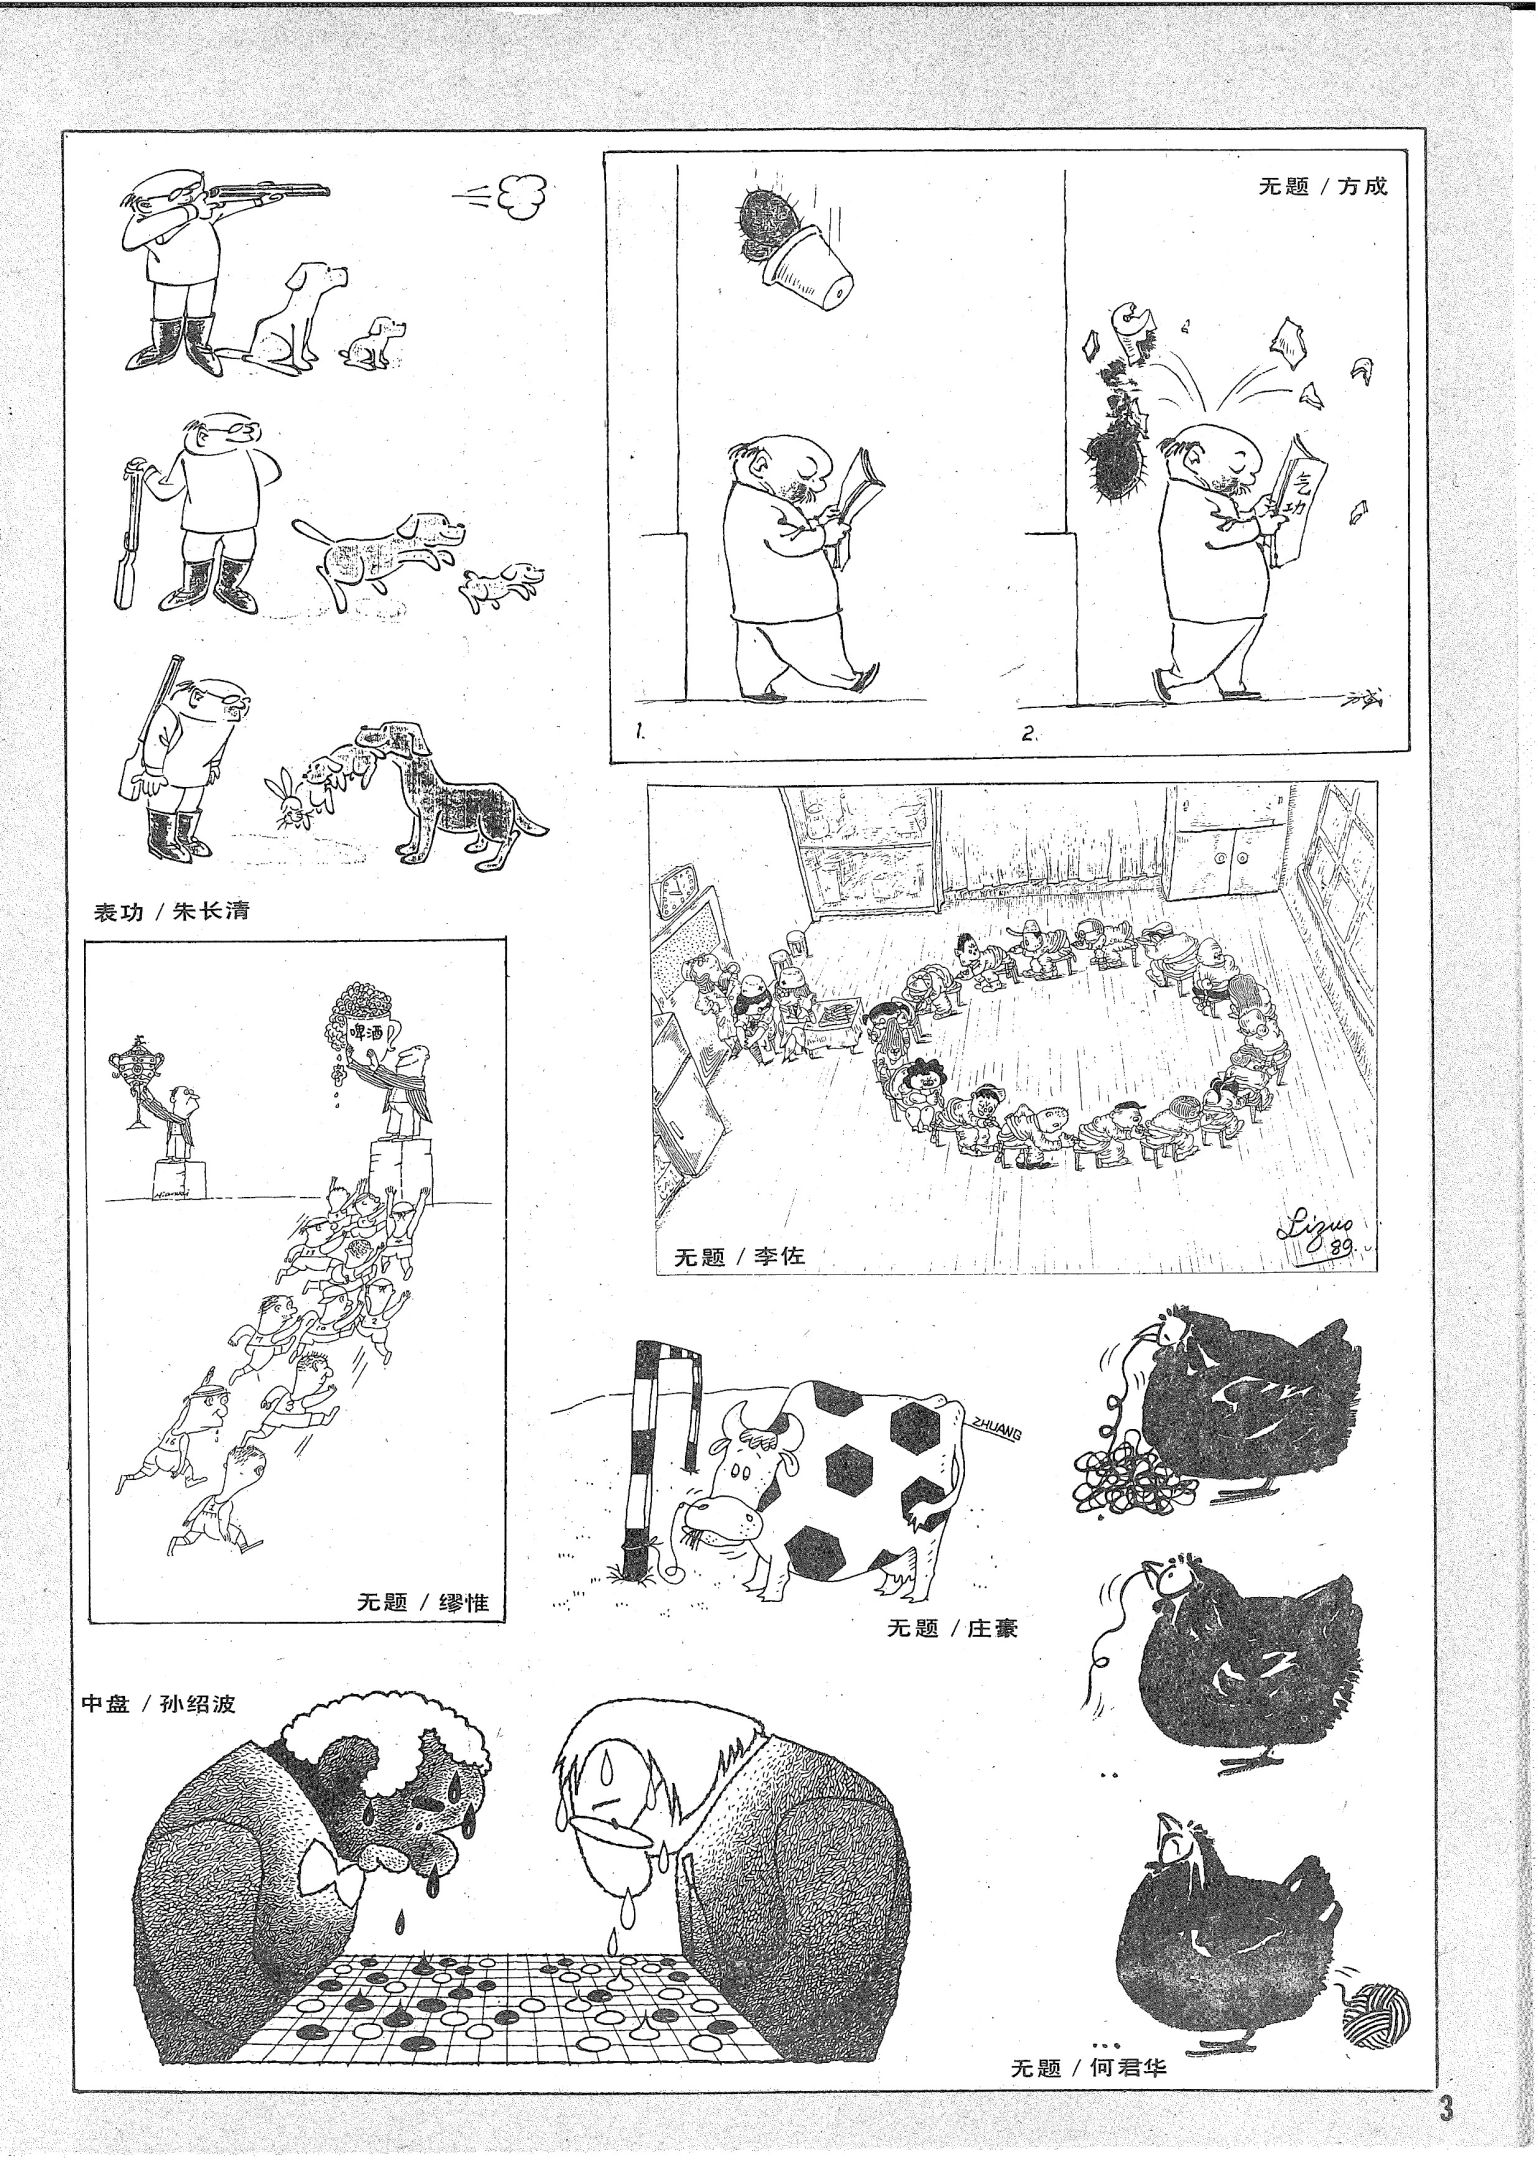 无题 / 方成
气功
1.
2.
方成
表功 / 朱长清
啤酒
无题 / 缪惟
Lizuo
89.
无题 / 李佐
ZHUANG
无题 / 庄豪
中盘 / 孙绍波
无题 / 何君华
3